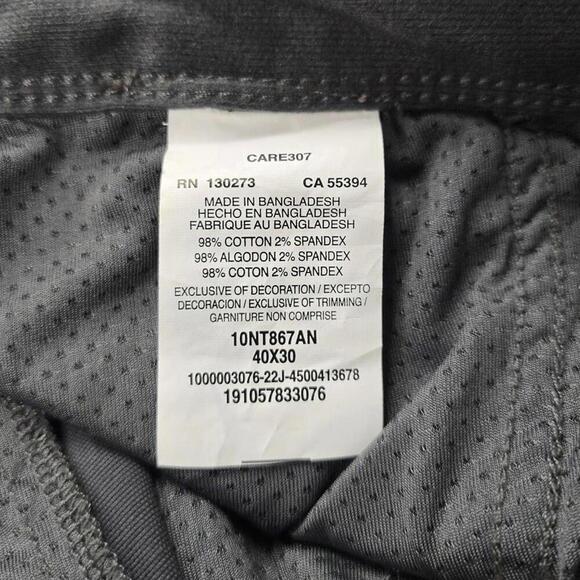 CARE307
RN 130273 CA 55394
MADE IN BANGLADESH
HECHO EN BANGLADESH
FABRIQUE AU BANGLADESH
98% COTTON 2% SPANDEX
98% ALGODON 2% SPANDEX
98% COTON 2% SPANDEX
EXCLUSIVE OF DECORATION / EXCEPTO
DECORACION / EXCLUSIVE OF TRIMMING /
GARNITURE NON COMPRISE
10NT867AN
40X30
1000003076-22J-4500413678
191057833076